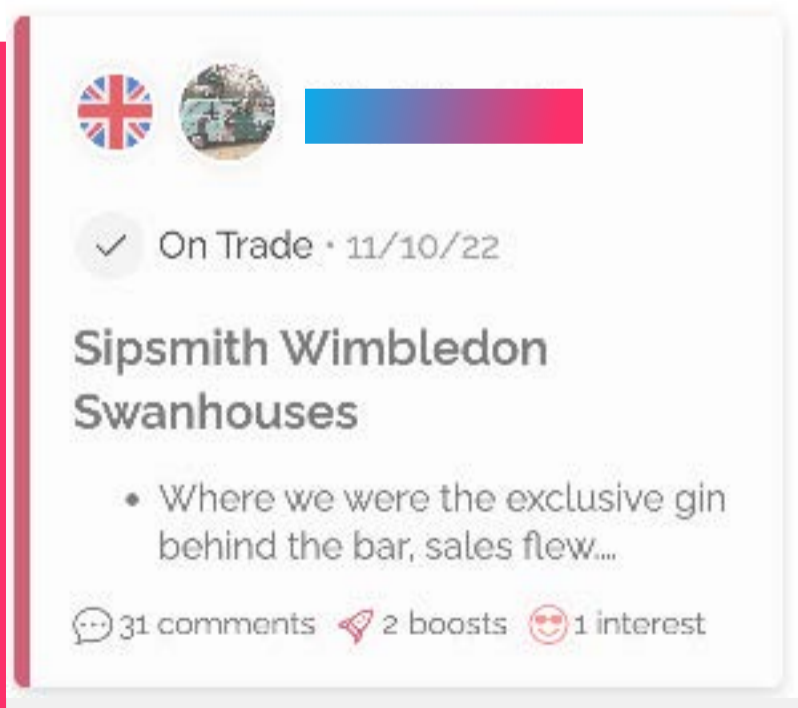 On Trade • 11/10/22
Sipsmith Wimbledon
Swanhouses
• Where we were the exclusive gin
behind the bar, sales flew....
31 comments 2 boosts 1 interest